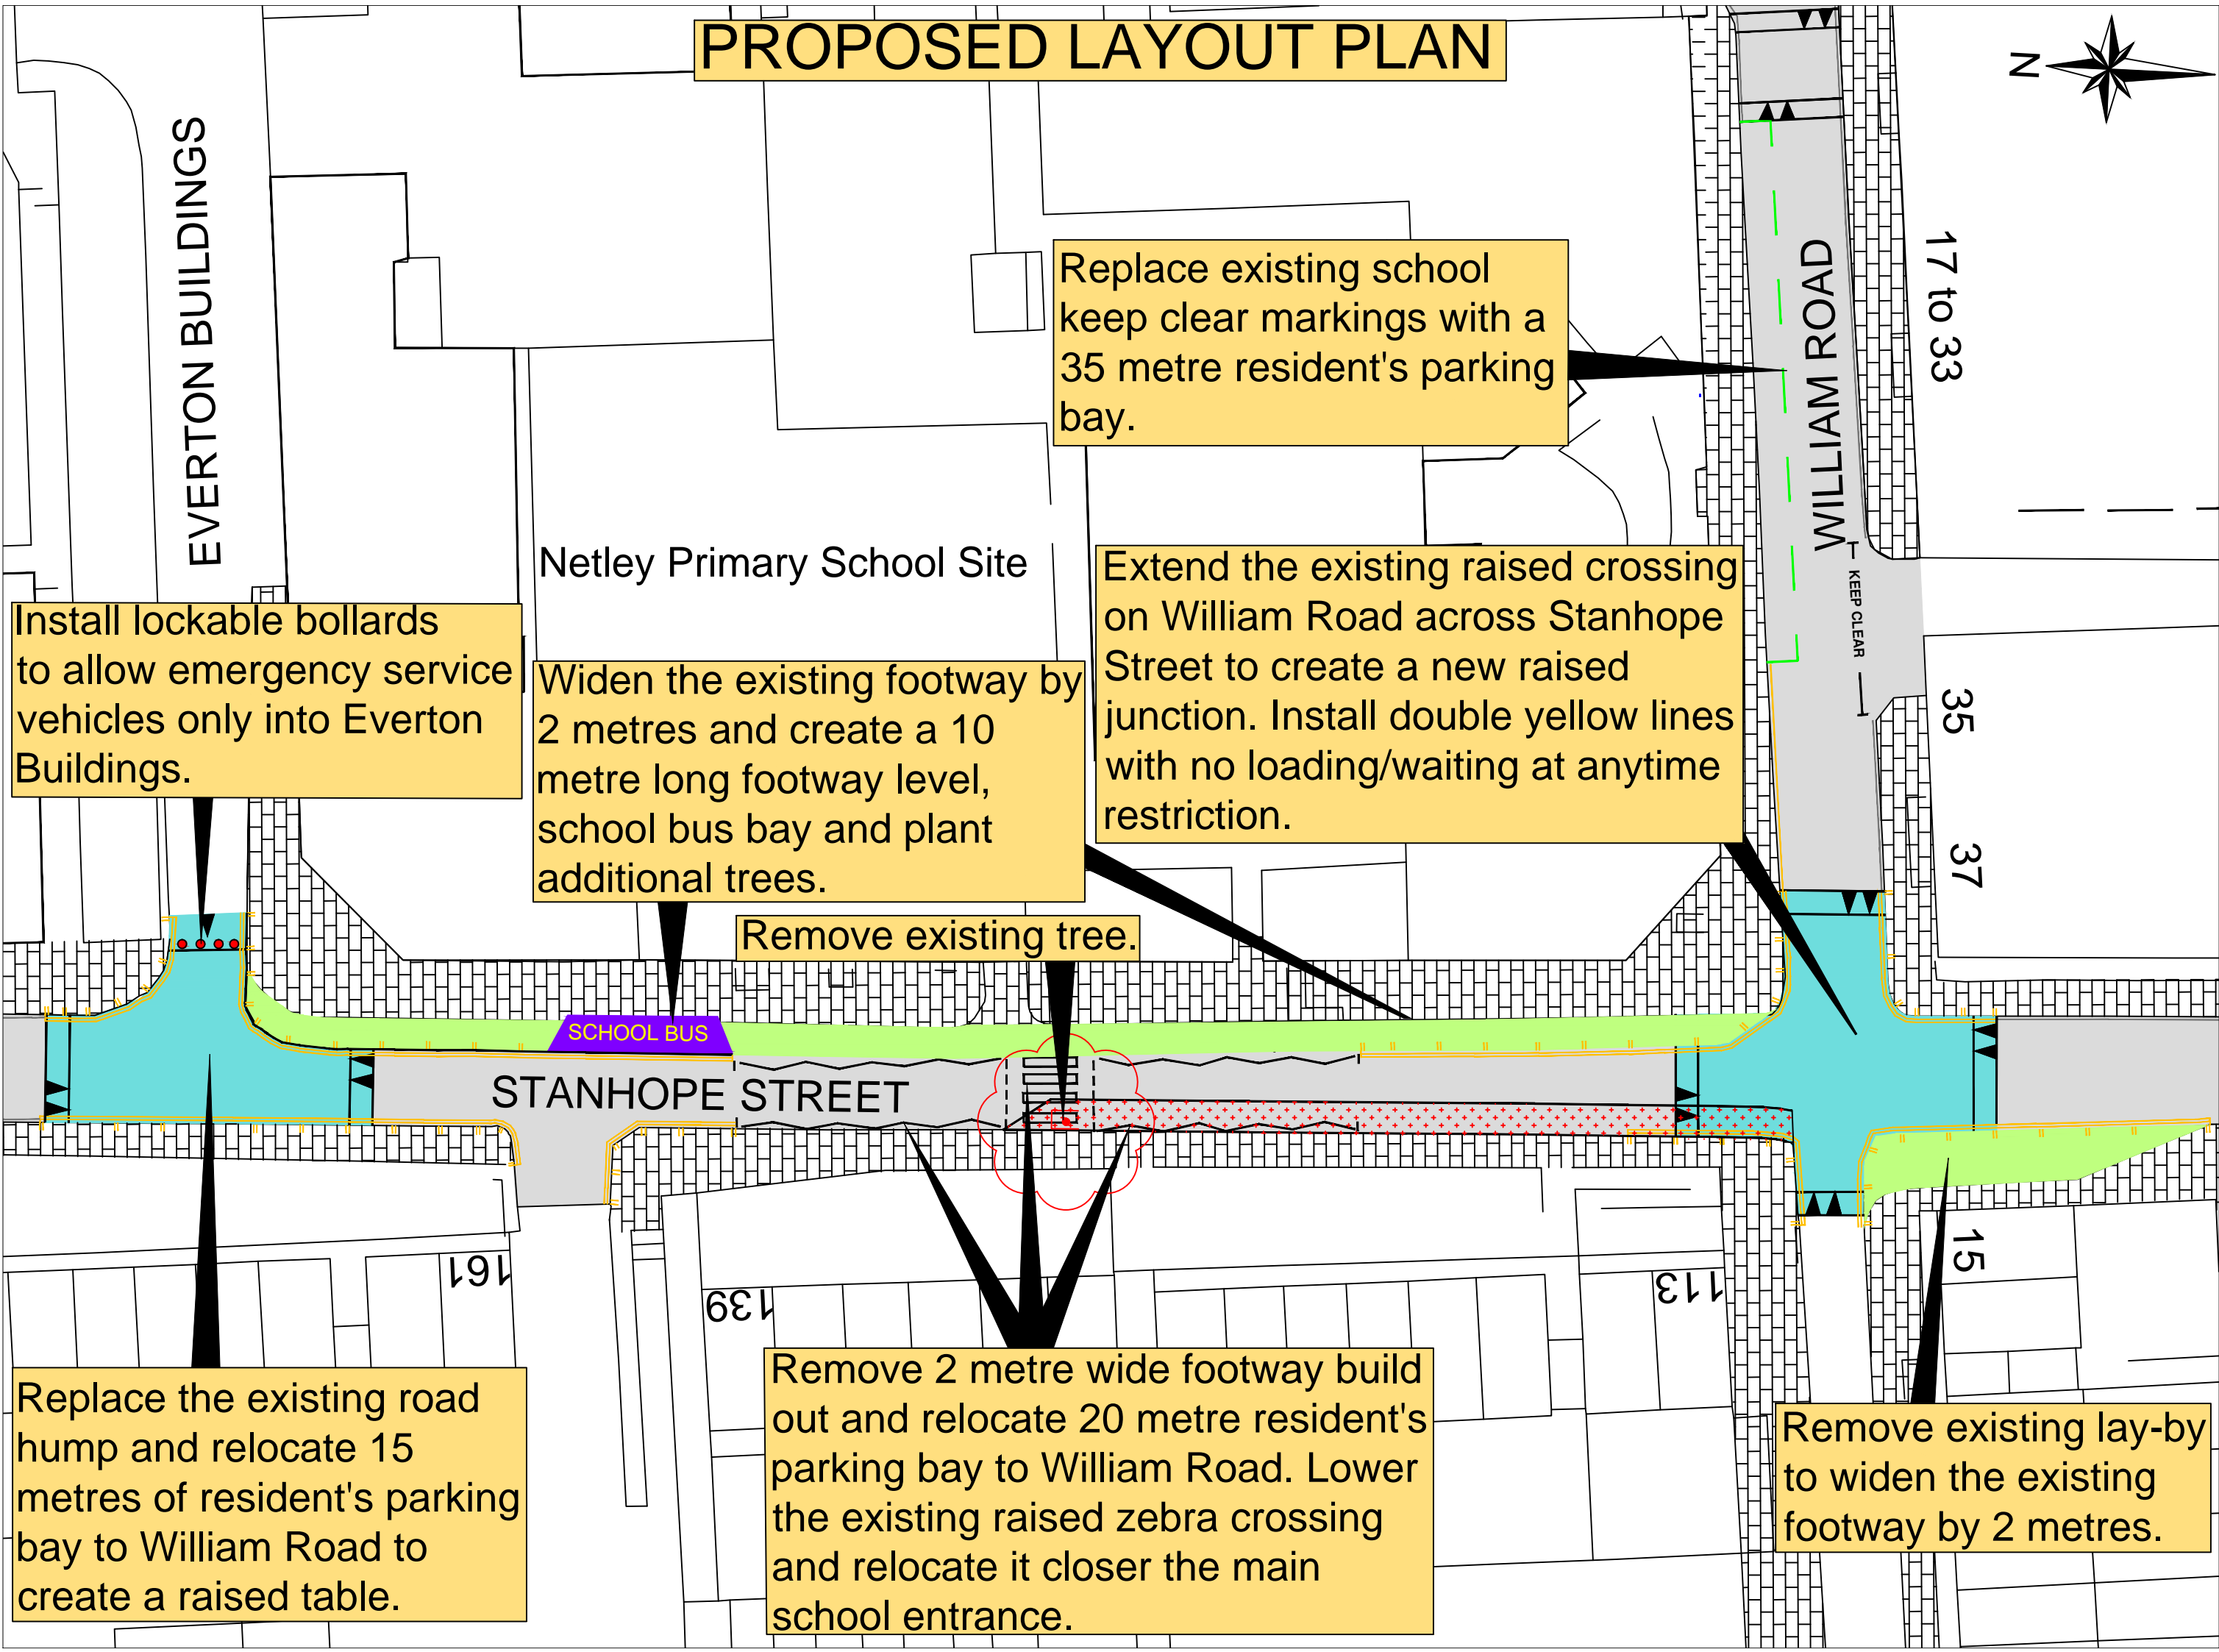 PROPOSED LAYOUT PLAN
N
EVERTON BUILDINGS
WILLIAM ROAD
17 to 33
Replace existing school
keep clear markings with a
35 metre resident's parking
bay.
Netley Primary School Site
Extend the existing raised crossing
on William Road across Stanhope
Street to create a new raised
junction. Install double yellow lines
with no loading/waiting at anytime
restriction.
KEEP CLEAR
Install lockable bollards
to allow emergency service
vehicles only into Everton
Buildings.
Widen the existing footway by
2 metres and create a 10
metre long footway level,
school bus bay and plant
additional trees.
35
37
Remove existing tree.
SCHOOL BUS
STANHOPE STREET
161
139
113
15
Replace the existing road
hump and relocate 15
metres of resident's parking
bay to William Road to
create a raised table.
Remove 2 metre wide footway build
out and relocate 20 metre resident's
parking bay to William Road. Lower
the existing raised zebra crossing
and relocate it closer the main
school entrance.
Remove existing lay-by
to widen the existing
footway by 2 metres.